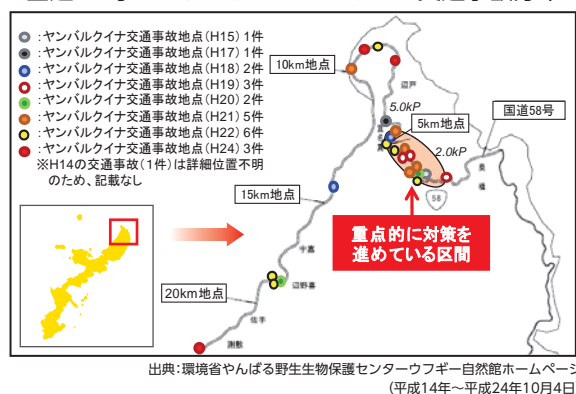 :ヤンバルクイナ交通事故地点(H15)1件
:ヤンバルクイナ交通事故地点(H17)1件
:ヤンバルクイナ交通事故地点(H18)2件
:ヤンバルクイナ交通事故地点(H19)3件
:ヤンバルクイナ交通事故地点(H20)2件
:ヤンバルクイナ交通事故地点(H21)5件
:ヤンバルクイナ交通事故地点(H22)6件
:ヤンバルクイナ交通事故地点(H24)3件
※H14の交通事故(1件)は詳細位置不明
のため、記載なし
10km地点
辺戸
5.0kP
5km地点
国道58号
2.0kP
奥
58
15km地点
重点的に対策を
進めている区間
宇嘉
辺野喜
20km地点
佐手
謝敷
出典:環境省やんばる野生生物保護センターウフギー自然館ホームページ
(平成14年～平成24年10月4日